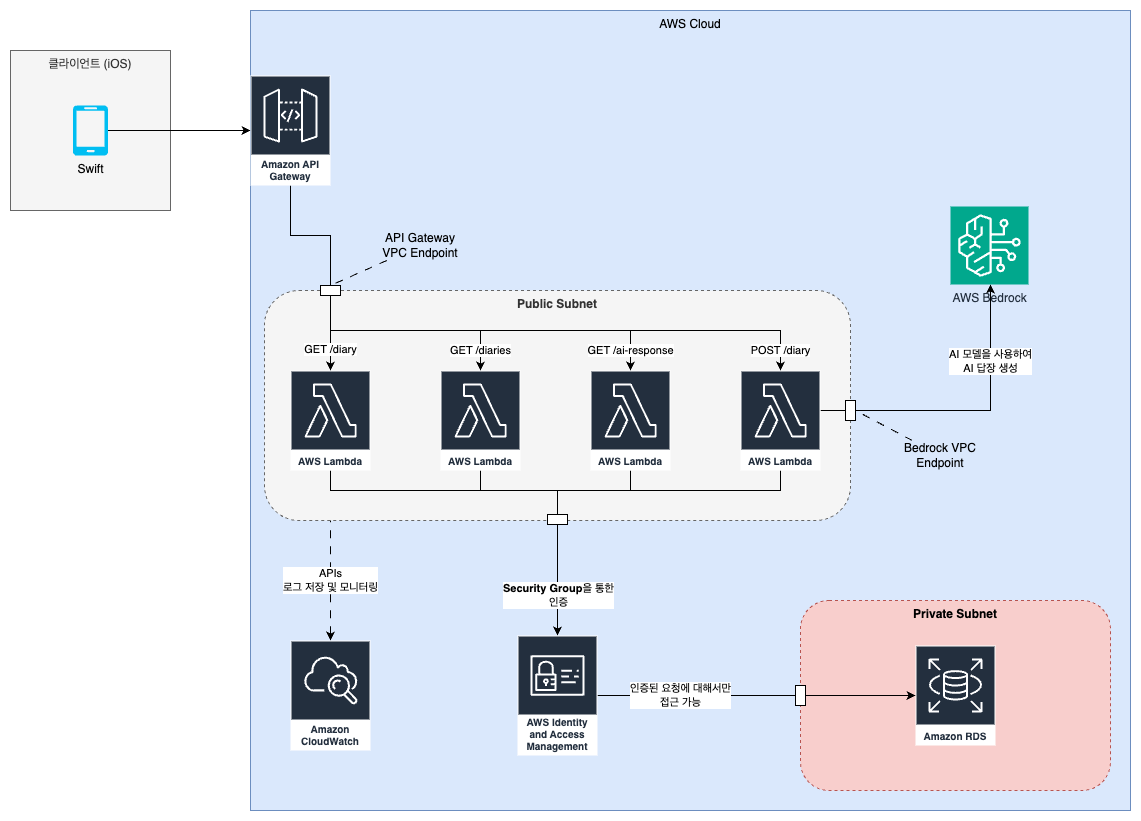 AWS Cloud
클라이언트 (iOS)
Swift
Amazon API
Gateway
API Gateway
VPC Endpoint
AWS Bedrock
Public Subnet
GET /diary
GET /diaries
GET /ai-response
POST /diary
AI 모델을 사용하여
AI 답장 생성
AWS Lambda
AWS Lambda
AWS Lambda
AWS Lambda
Bedrock VPC
Endpoint
APIs
로그 저장 및 모니터링
Security Group을 통한
인증
Private Subnet
Amazon
CloudWatch
AWS Identity
and Access
Management
인증된 요청에 대해서만
접근 가능
Amazon RDS